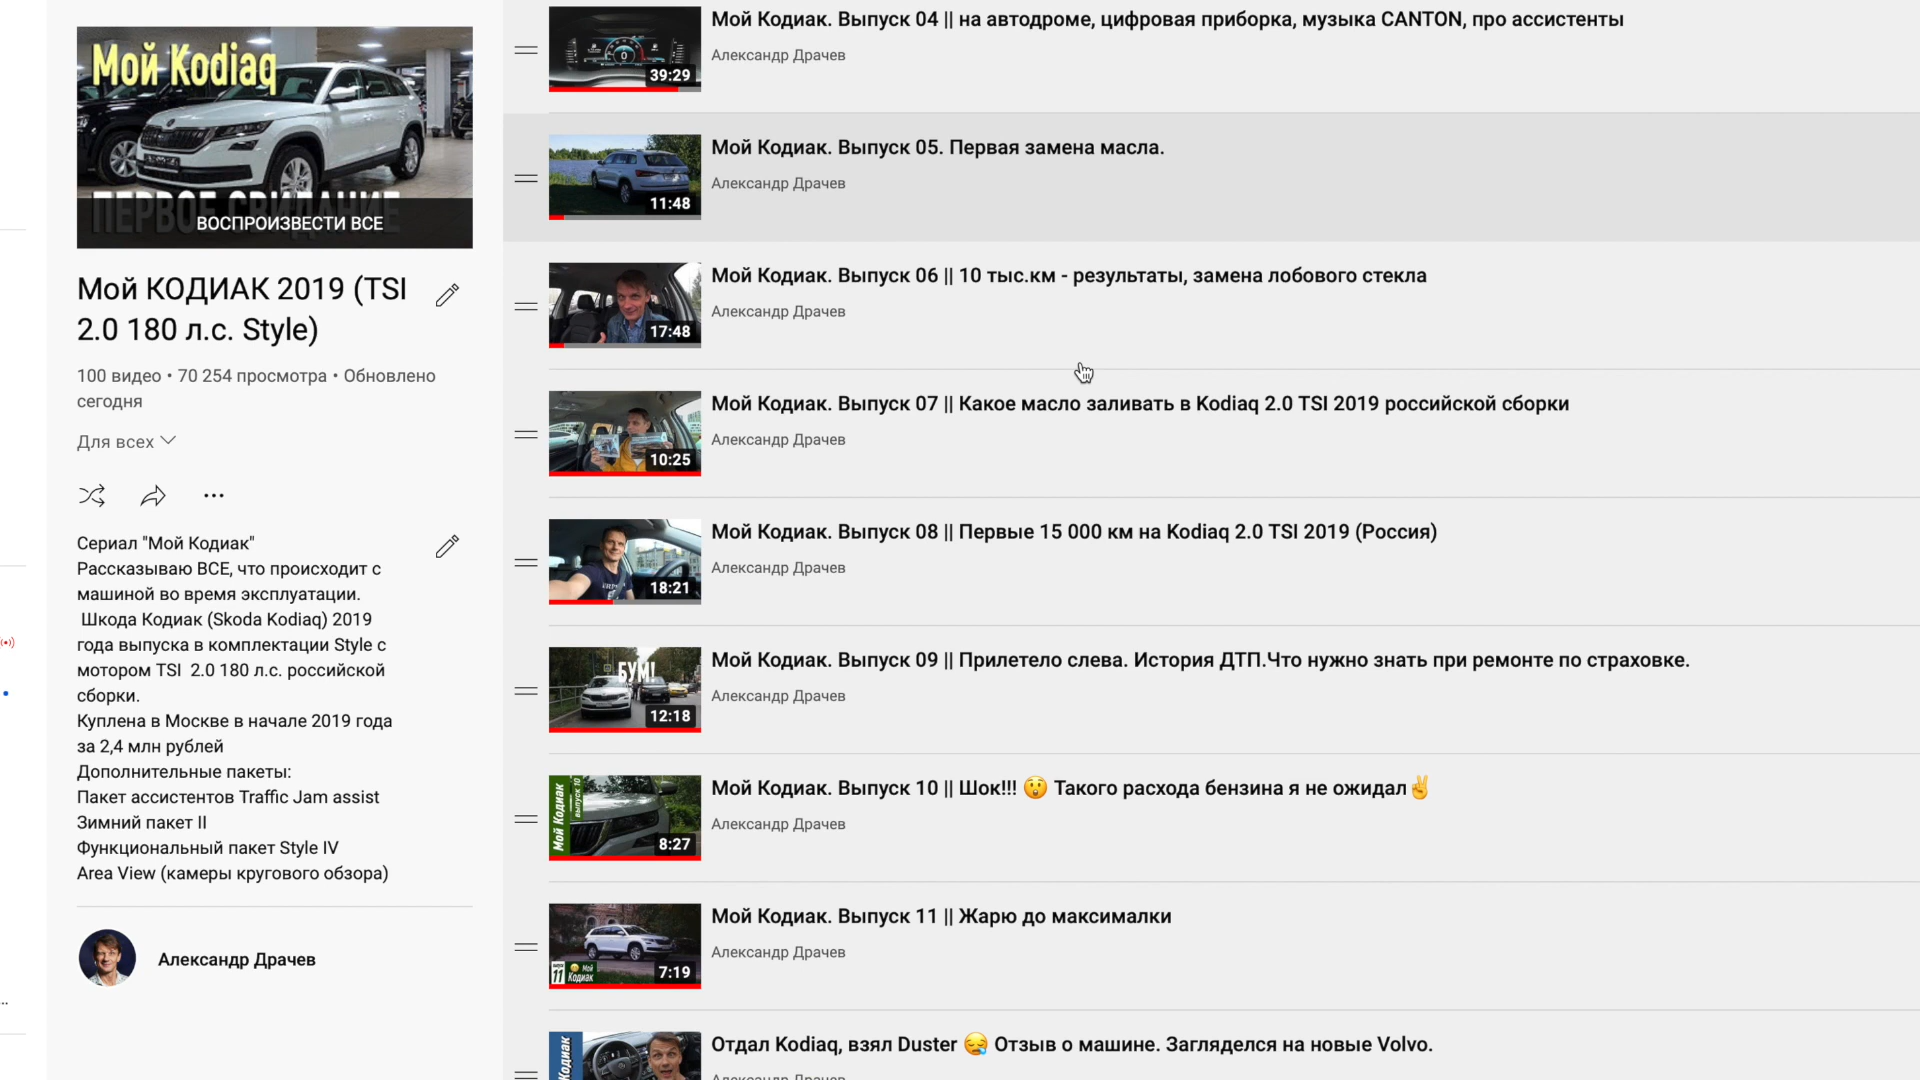 Мой Kodiaq
ПЕРВОЕ СВИДАНИЕ
ВОСПРОИЗВЕСТИ ВСЕ
Мой КОДИАК 2019 (TSI
2.0 180 л.с. Style)
100 видео • 70 254 просмотра • Обновлено
сегодня
Для всех
Сериал "Мой Кодиак"
Рассказываю ВСЕ, что происходит с
машиной во время эксплуатации.
Шкода Кодиак (Skoda Kodiaq) 2019
года выпуска в комплектации Style с
мотором TSI 2.0 180 л.с. российской
сборки.
Куплена в Москве в начале 2019 года
за 2,4 млн рублей
Дополнительные пакеты:
Пакет ассистентов Traffic Jam assist
Зимний пакет II
Функциональный пакет Style IV
Area View (камеры кругового обзора)
Александр Драчев
39:29
Мой Кодиак. Выпуск 04 || на автодроме, цифровая приборка, музыка CANTON, про ассистенты
Александр Драчев
11:48
Мой Кодиак. Выпуск 05. Первая замена масла.
Александр Драчев
17:48
Мой Кодиак. Выпуск 06 || 10 тыс.км - результаты, замена лобового стекла
Александр Драчев
10:25
Мой Кодиак. Выпуск 07 || Какое масло заливать в Kodiaq 2.0 TSI 2019 российской сборки
Александр Драчев
18:21
Мой Кодиак. Выпуск 08 || Первые 15 000 км на Kodiaq 2.0 TSI 2019 (Россия)
Александр Драчев
БУМ!
12:18
Мой Кодиак. Выпуск 09 || Прилетело слева. История ДТП.Что нужно знать при ремонте по страховке.
Александр Драчев
Мой Кодиак
выпуск 10
8:27
Мой Кодиак. Выпуск 10 || Шок!!! 😲 Такого расхода бензина я не ожидал✌
Александр Драчев
11
Мой
Кодиак
7:19
Мой Кодиак. Выпуск 11 || Жарю до максималки
Александр Драчев
Кодиак
Отдал Kodiaq, взял Duster 😪 Отзыв о машине. Загляделся на новые Volvo.
Александр Драчев